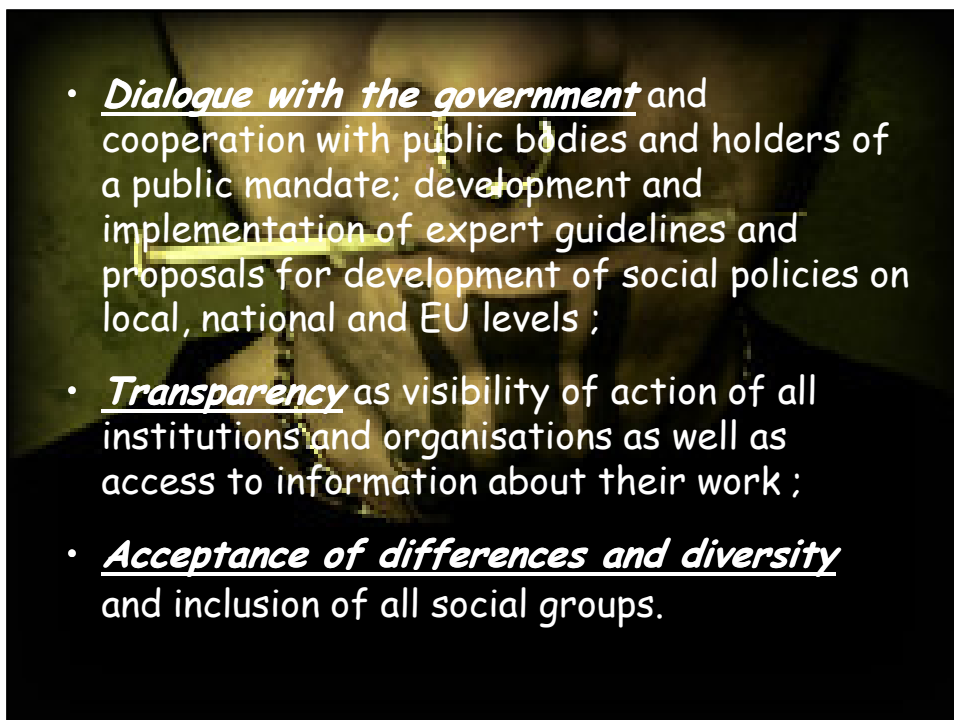 • Dialogue with the government and
cooperation with public bodies and holders of
a public mandate; development and
implementation of expert guidelines and
proposals for development of social policies on
local, national and EU levels ;
• Transparency as visibility of action of all
institutions and organisations as well as
access to information about their work ;
• Acceptance of differences and diversity
and inclusion of all social groups.